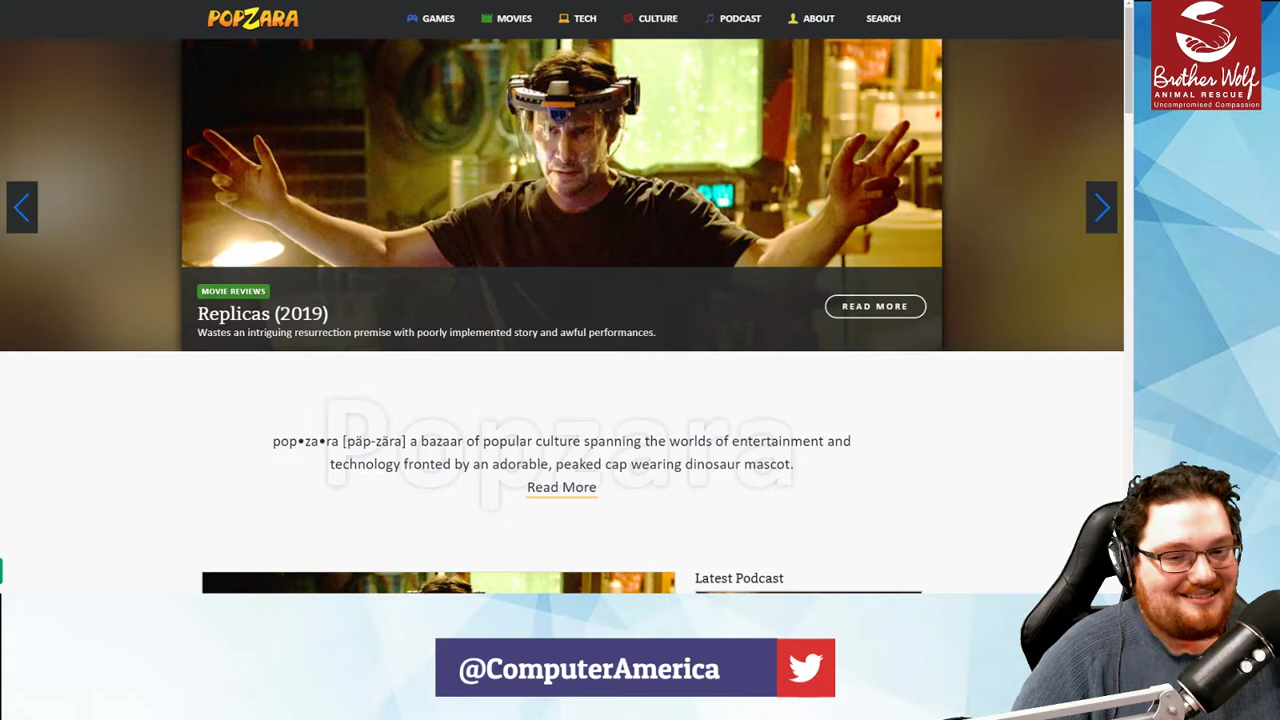 POPZARA
GAMES MOVIES TECH CULTURE PODCAST ABOUT SEARCH
Brother Wolf
ANIMAL RESCUE
Uncompromised Compassion
MOVIE REVIEWS
Replicas (2019)
Wastes an intriguing resurrection premise with poorly implemented story and awful performances.
READ MORE
Popzara
pop•za•ra [päp-zära] a bazaar of popular culture spanning the worlds of entertainment and
technology fronted by an adorable, peaked cap wearing dinosaur mascot.
Read More
Latest Podcast
@ComputerAmerica